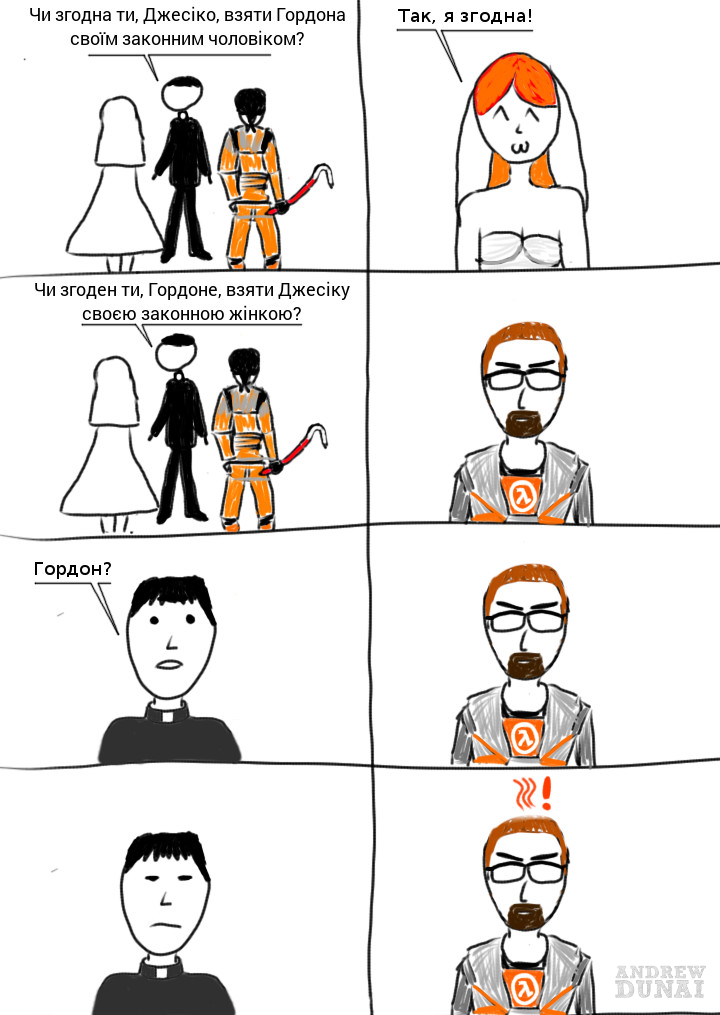 Чи згодна ти, Джесіко, взяти Гордона
своїм законним чоловіком?
Так, я згодна!
Чи згоден ти, Гордоне, взяти Джесіку
своєю законною жінкою?
λ
Гордон?
λ
!
λ
ANDREW
DUNAI